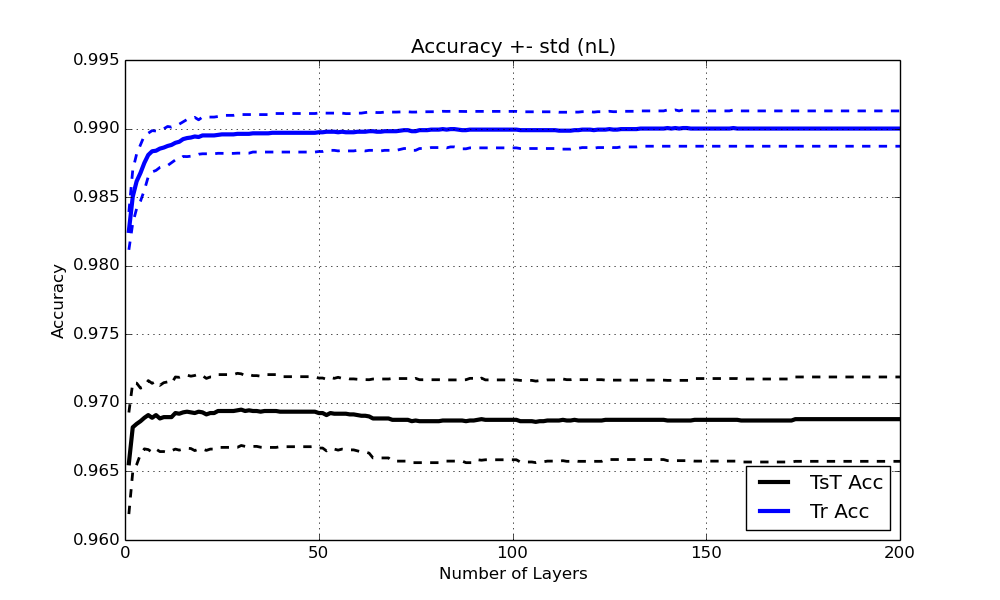 Accuracy +- std (nL)
0.995
0.990
0.985
0.980
0.975
0.970
0.965
0.960
Accuracy
0 50 100 150 200
Number of Layers
TsT Acc
Tr Acc